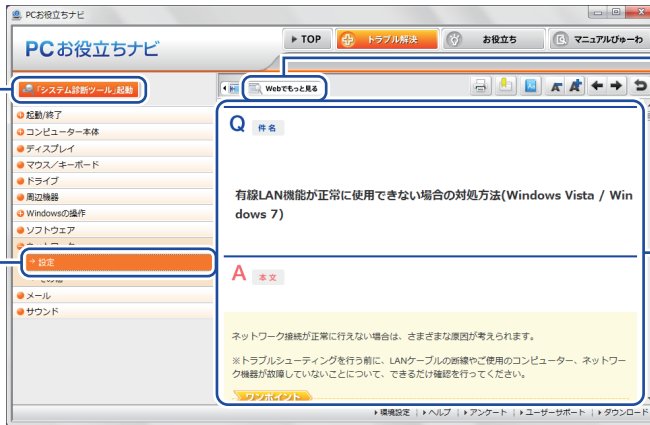 PCお役立ちナビ
PCお役立ちナビ
TOP
トラブル解決
お役立ち
マニュアルびゅーわ
「システム診断ツール」起動
Webでもっと見る
起動/終了
コンピューター本体
ディスプレイ
マウス/キーボード
ドライブ
周辺機器
Windowsの操作
ソフトウェア
設定
メール
サウンド
Q 件名
有線LAN機能が正常に使用できない場合の対処方法(Windows Vista / Win
dows 7)
A 本文
ネットワーク接続が正常に行えない場合は、さまざまな原因が考えられます。
※トラブルシューティングを行う前に、LANケーブルの断線やご使用のコンピューター、ネットワー
ク機器が故障していないことについて、できるだけ確認を行ってください。
ワンポイント
環境設定 | ヘルプ | アンケート | ユーザーサポート | ダウンロード